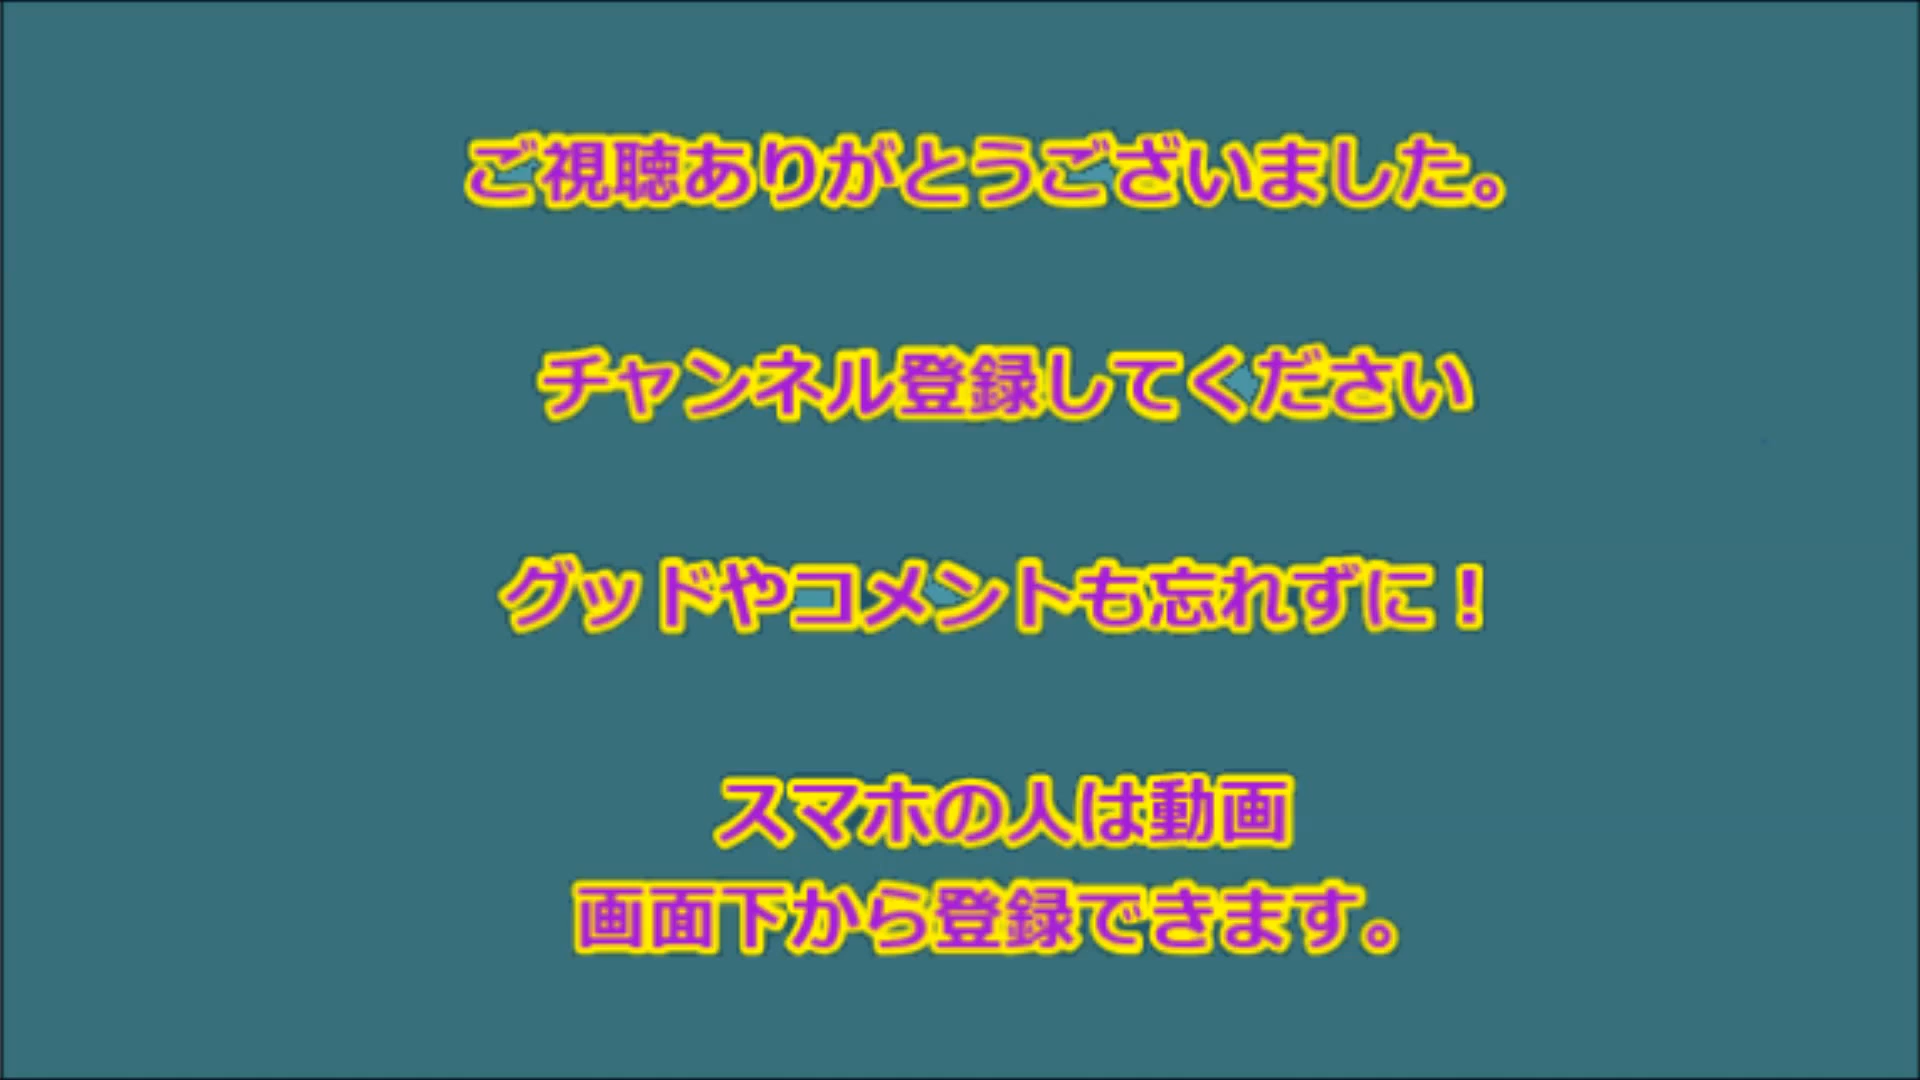 ご視聴ありがとうございました。
チャンネル登録してください
グッドやコメントも忘れずに！
スマホの人は動画
画面下から登録できます。